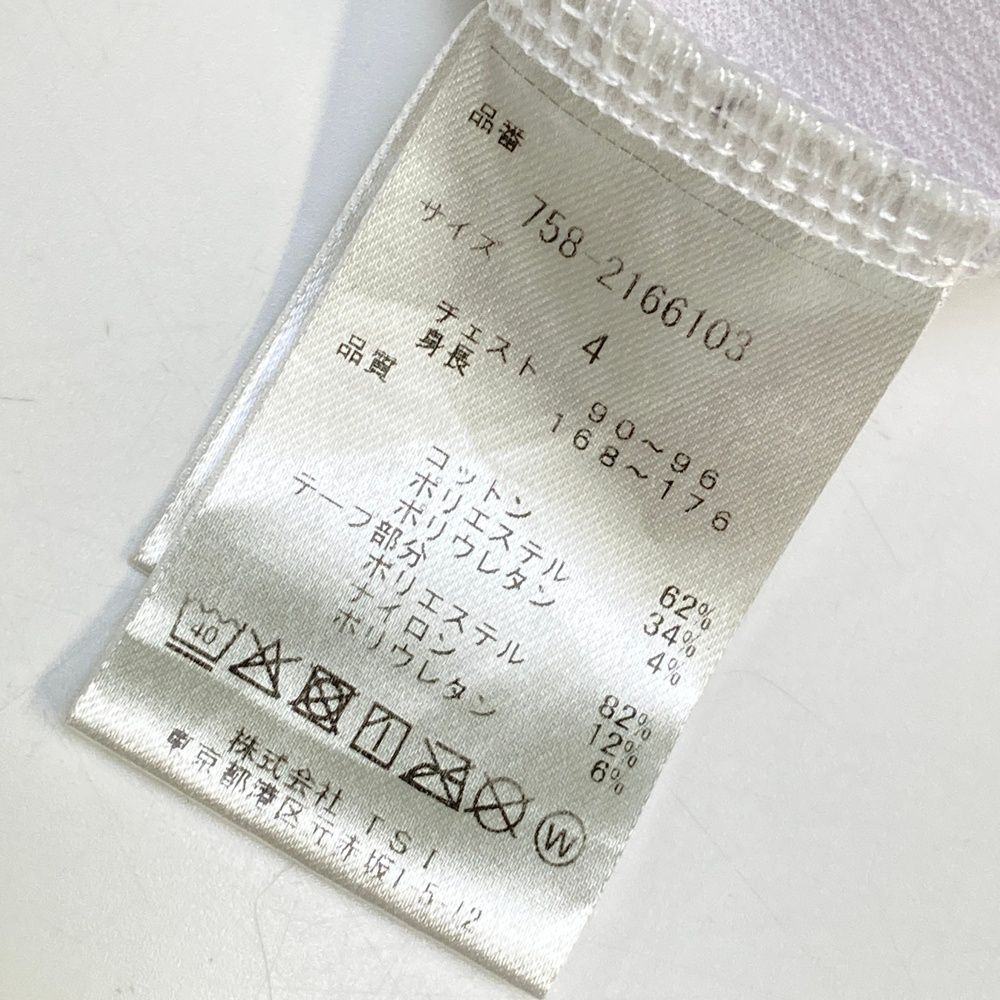 品番
758-2166103
サイズ 4
チェスト 90～96
身長 168～176
品質
コットン 62%
ポリエステル 34%
ポリウレタン 4%
テープ部分
ポリエステル 82%
ナイロン 12%
ポリウレタン 6%
40
W
株式会社 TSI
東京都港区元赤坂1-5-12